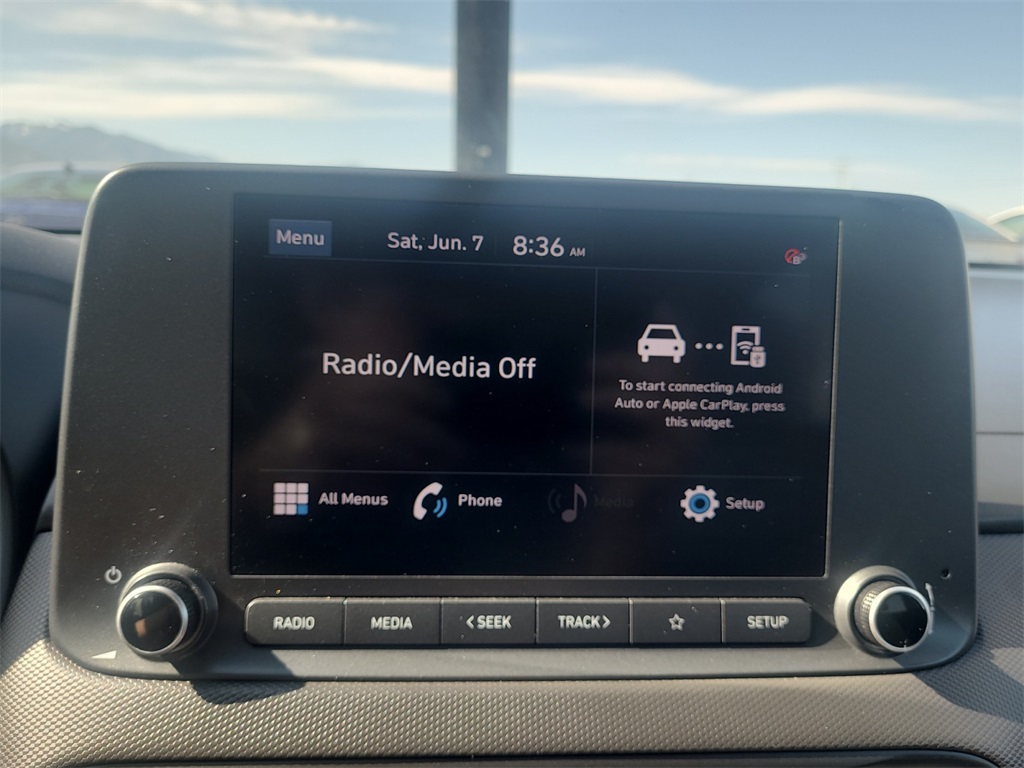 Menu
Sat, Jun. 7
8:36 AM
Radio/Media Off
To start connecting Android
Auto or Apple CarPlay, press
this widget.
All Menus
Phone
Media
Setup
RADIO
MEDIA
<SEEK
TRACK>
SETUP